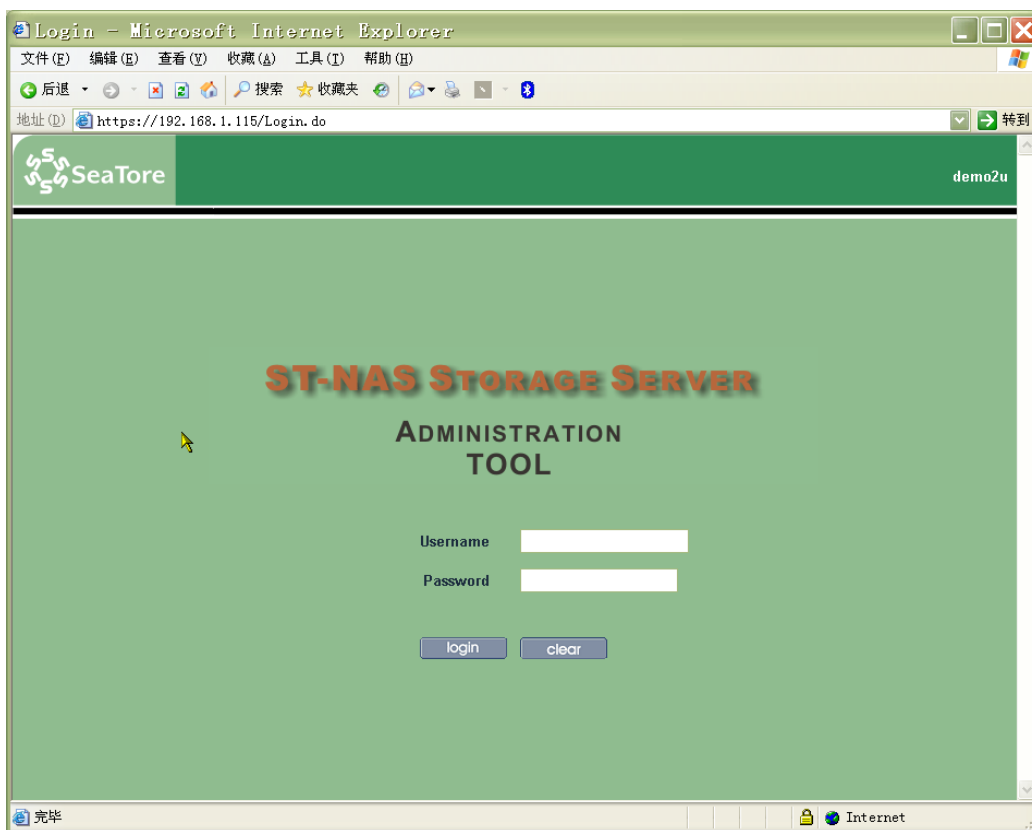 Login - Microsoft Internet Explorer
文件(F) 编辑(E) 查看(V) 收藏(A) 工具(T) 帮助(H)
后退 搜索 收藏夹
地址(D) https://192.168.1.115/Login.do 转到
SeaTore
demo2u
ST-NAS STORAGE SERVER
ADMINISTRATION
TOOL
Username
Password
login clear
完毕 Internet